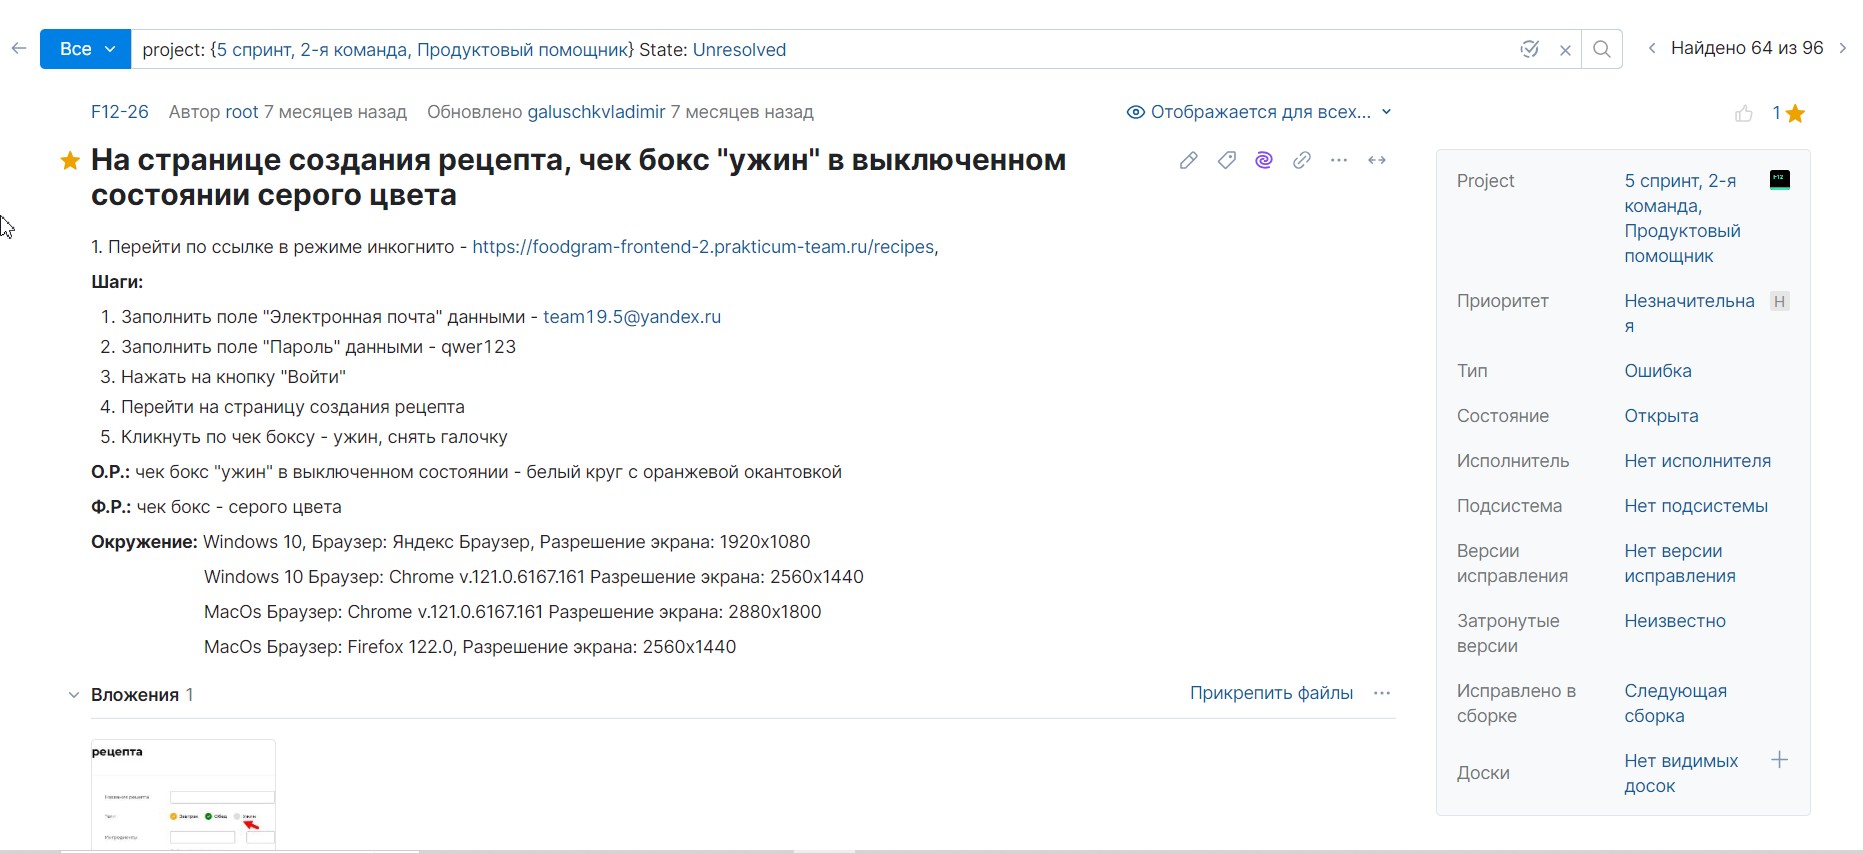 Все project: {5 спринт, 2-я команда, Продуктовый помощник} State: Unresolved Найдено 64 из 96
F12-26 Автор root 7 месяцев назад Обновлено galuschkvladimir 7 месяцев назад Отображается для всех... 1
На странице создания рецепта, чек бокс "ужин" в выключенном
состоянии серого цвета
1. Перейти по ссылке в режиме инкогнито - https://foodgram-frontend-2.prakticum-team.ru/recipes,
Шаги:
1. Заполнить поле "Электронная почта" данными - team19.5@yandex.ru
2. Заполнить поле "Пароль" данными - qwer123
3. Нажать на кнопку "Войти"
4. Перейти на страницу создания рецепта
5. Кликнуть по чек боксу - ужин, снять галочку
О.Р.: чек бокс "ужин" в выключенном состоянии - белый круг с оранжевой окантовкой
Ф.Р.: чек бокс - серого цвета
Окружение: Windows 10, Браузер: Яндекс Браузер, Разрешение экрана: 1920x1080
Windows 10 Браузер: Chrome v.121.0.6167.161 Разрешение экрана: 2560x1440
MacOs Браузер: Chrome v.121.0.6167.161 Разрешение экрана: 2880x1800
MacOs Браузер: Firefox 122.0, Разрешение экрана: 2560x1440
Вложения 1 Прикрепить файлы
рецепта
Название рецепта
Теги: Завтрак Обед Ужин
Ингредиенты
Project 5 спринт, 2-я
команда,
Продуктовый
помощник
Приоритет Незначительна H
я
Тип Ошибка
Состояние Открыта
Исполнитель Нет исполнителя
Подсистема Нет подсистемы
Версии Нет версии
исправления исправления
Затронутые Неизвестно
версии
Исправлено в Следующая
сборке сборка
Доски Нет видимых
досок